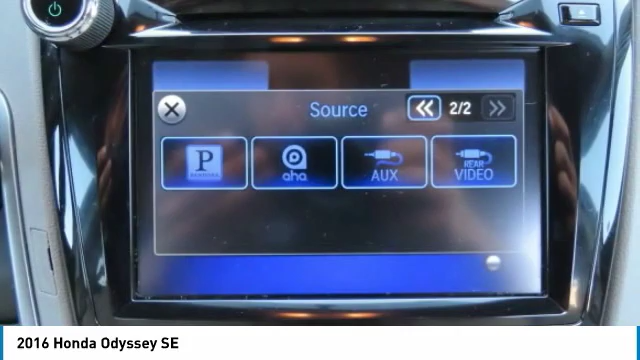 Source
2/2
P
PANDORA
aha
AUX
REAR
VIDEO
2016 Honda Odyssey SE